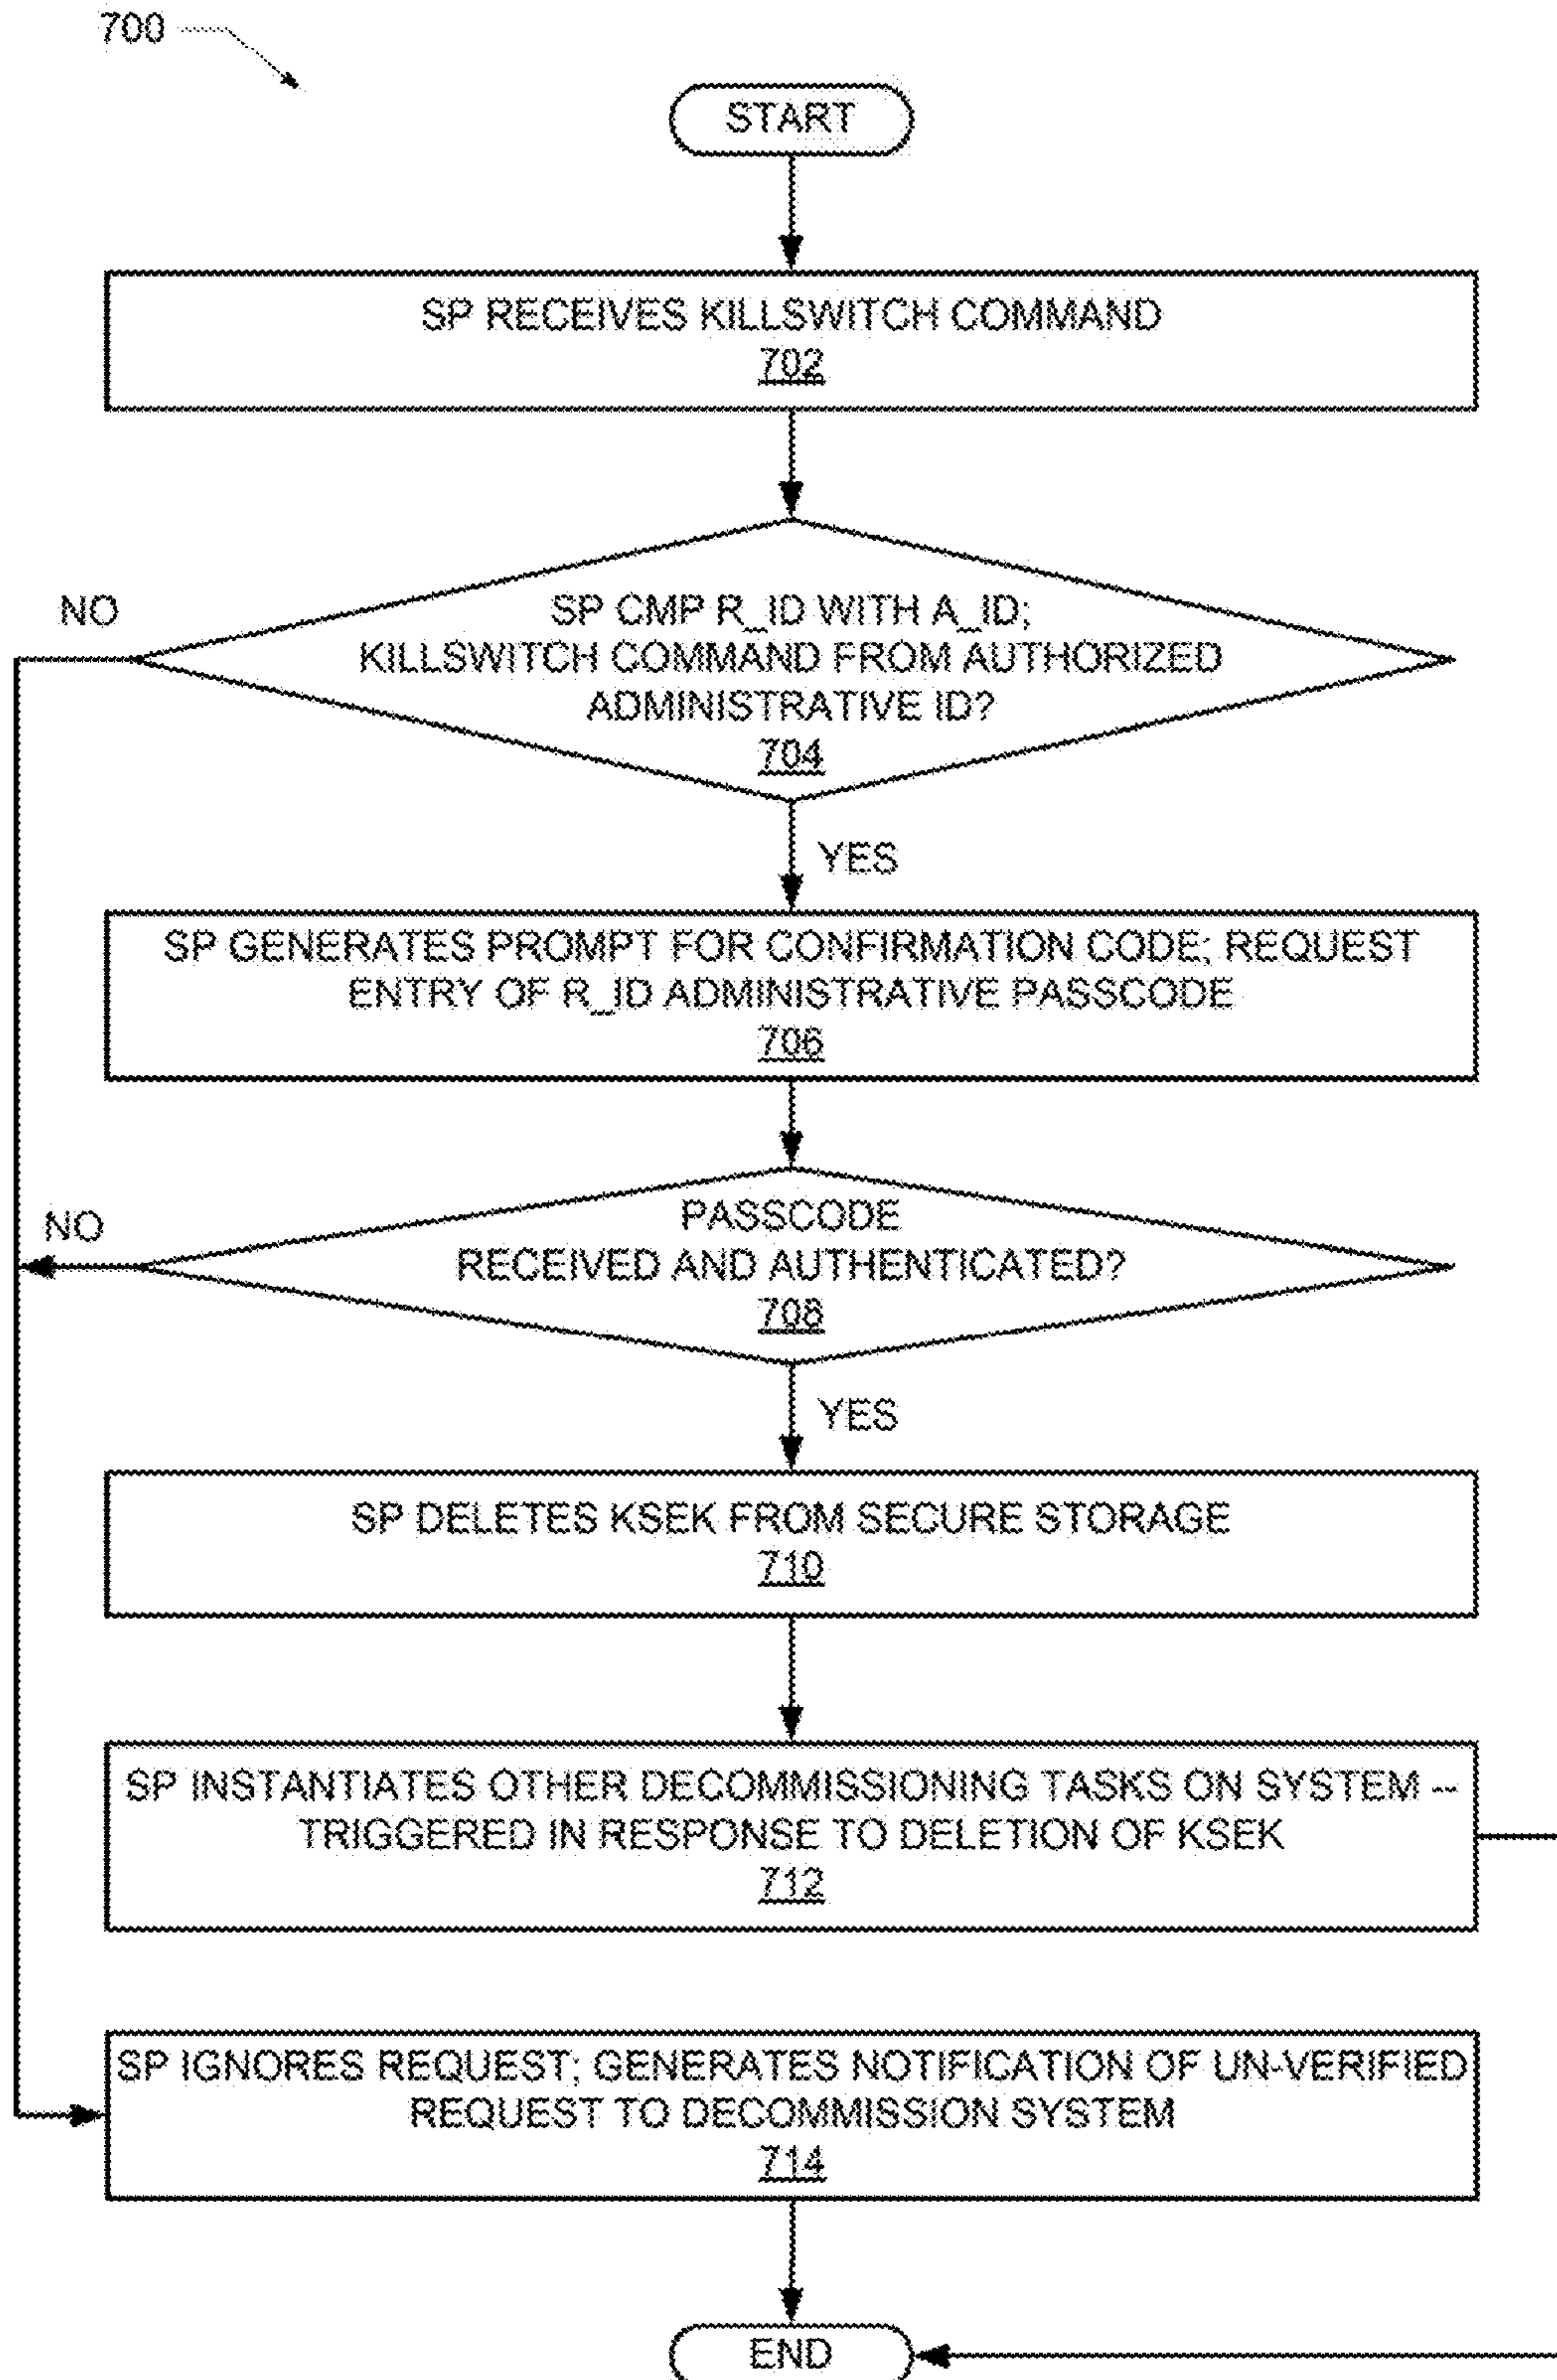 700
START
SP RECEIVES KILLSWITCH COMMAND
702
SP CMP R_ID WITH A_ID;
KILLSWITCH COMMAND FROM AUTHORIZED
ADMINISTRATIVE ID?
704
NO
YES
SP GENERATES PROMPT FOR CONFIRMATION CODE; REQUEST
ENTRY OF R_ID ADMINISTRATIVE PASSCODE
706
PASSCODE
RECEIVED AND AUTHENTICATED?
708
NO
YES
SP DELETES KSEK FROM SECURE STORAGE
710
SP INSTANTIATES OTHER DECOMMISSIONING TASKS ON SYSTEM --
TRIGGERED IN RESPONSE TO DELETION OF KSEK
712
SP IGNORES REQUEST; GENERATES NOTIFICATION OF UN-VERIFIED
REQUEST TO DECOMMISSION SYSTEM
714
END